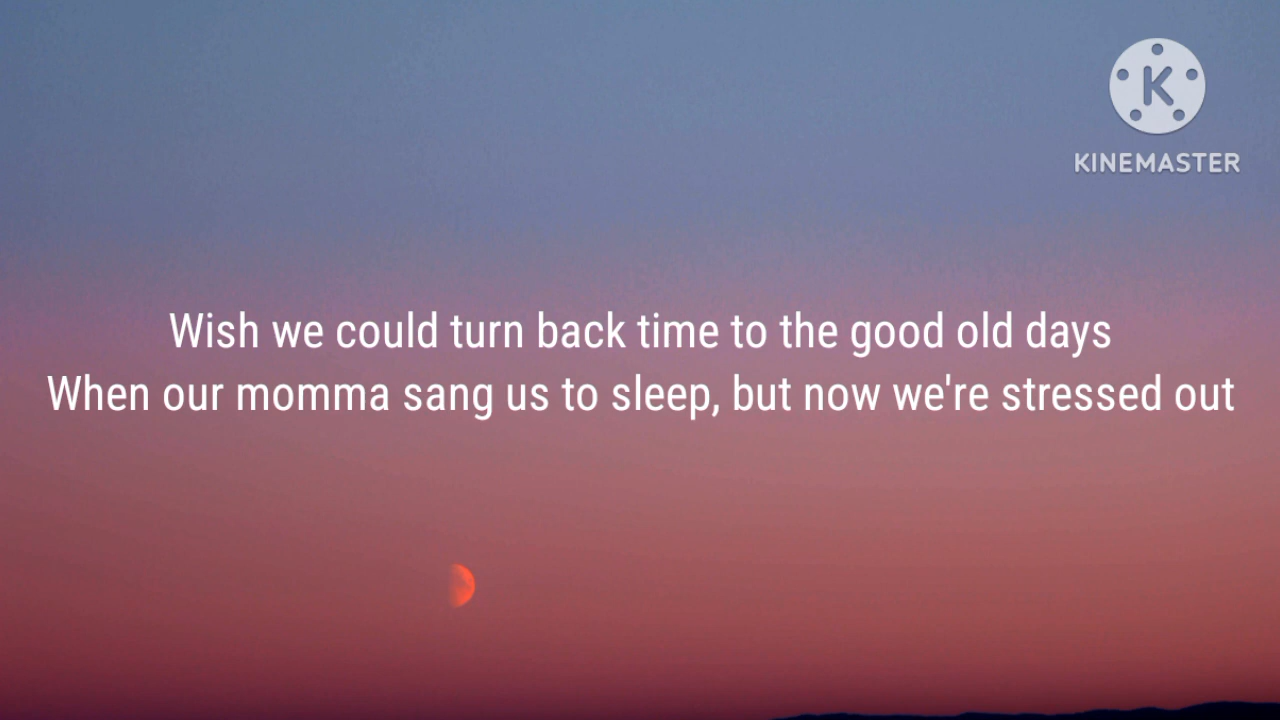 K
KINEMASTER
Wish we could turn back time to the good old days
When our momma sang us to sleep, but now we're stressed out